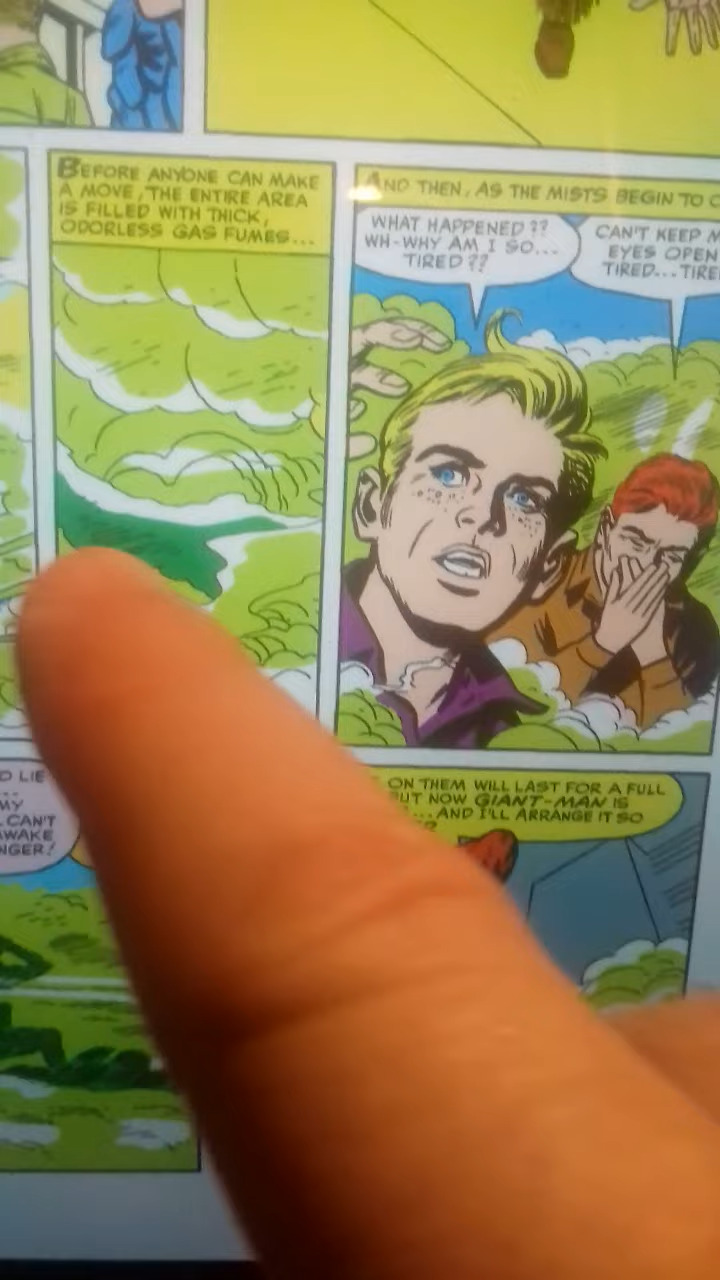 BEFORE ANYONE CAN MAKE
A MOVE, THE ENTIRE AREA
IS FILLED WITH THICK,
ODORLESS GAS FUMES...
AND THEN, AS THE MISTS BEGIN TO
WHAT HAPPENED??
WH-WHY AM I SO...
TIRED??
CAN'T KEEP
EYES OPEN
TIRED...
LIE
MY
CAN'T
ON THEM WILL LAST FOR A FULL
BUT NOW GIANT-MAN IS
...AND I'LL ARRANGE IT SO